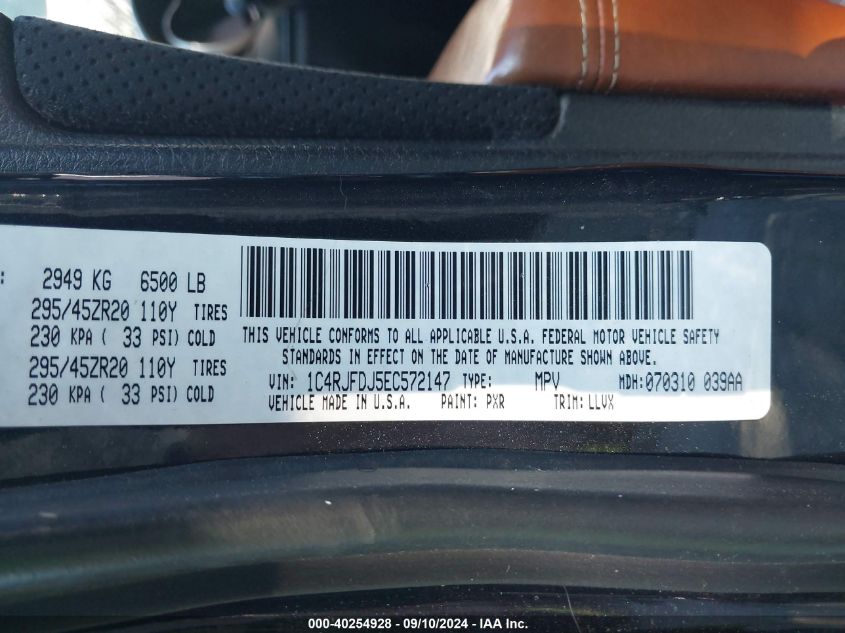 : 2949 KG 6500 LB
295/45ZR20 110Y TIRES
230 KPA ( 33 PSI) COLD
295/45ZR20 110Y TIRES
230 KPA ( 33 PSI) COLD
THIS VEHICLE CONFORMS TO ALL APPLICABLE U.S.A. FEDERAL MOTOR VEHICLE SAFETY
STANDARDS IN EFFECT ON THE DATE OF MANUFACTURE SHOWN ABOVE.
VIN: 1C4RJFDJ5EC572147 TYPE: MPV MDH: 070310 039AA
VEHICLE MADE IN U.S.A. PAINT: PXR TRIM: LLVX
000-40254928 - 09/10/2024 - © IAA, Inc.